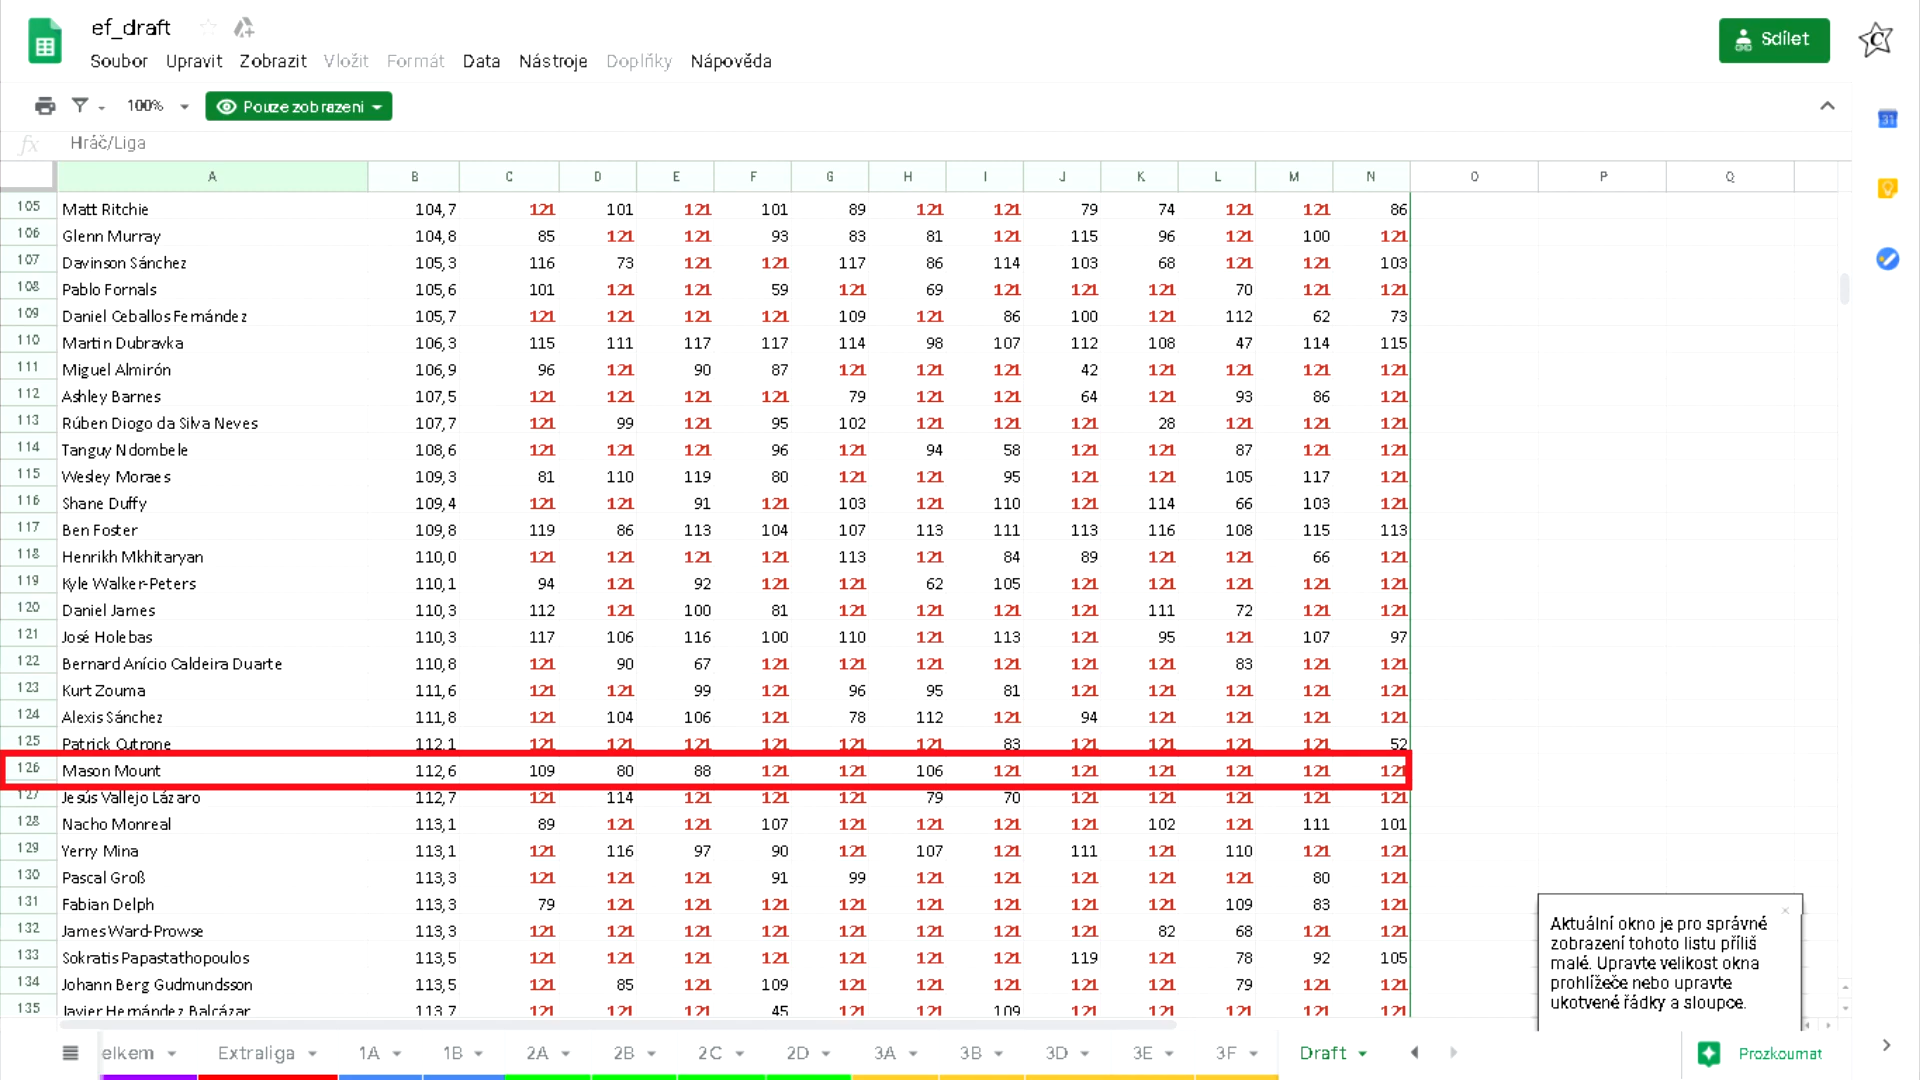 ef_draft
Soubor Upravit Zobrazit Vložit Formát Data Nástroje Doplňky Nápověda
Sdílet
100% Pouze zobrazení
31
fx Hráč/Liga
A B C D E F G H I J K L M N O P Q
105 Matt Ritchie 104,7 121 101 121 101 89 121 121 79 74 121 121 86
106 Glenn Murray 104,8 85 121 121 93 83 81 121 115 96 121 100 121
107 Davinson Sánchez 105,3 116 73 121 121 117 86 114 103 68 121 121 103
108 Pablo Fornals 105,6 101 121 121 59 121 69 121 121 121 70 121 121
109 Daniel Ceballos Fernández 105,7 121 121 121 121 109 121 86 100 121 112 62 73
110 Martin Dubravka 106,3 115 111 117 117 114 98 107 112 108 47 114 115
111 Miguel Almirón 106,9 96 121 90 87 121 121 121 42 121 121 121 121
112 Ashley Barnes 107,5 121 121 121 121 79 121 121 64 121 93 86 121
113 Rúben Diogo da Silva Neves 107,7 121 99 121 95 102 121 121 121 28 121 121 121
114 Tanguy Ndombele 108,6 121 121 121 96 121 94 58 121 121 87 121 121
115 Wesley Moraes 109,3 81 110 119 80 121 121 95 121 121 105 117 121
116 Shane Duffy 109,4 121 121 91 121 103 121 110 121 114 66 103 121
117 Ben Foster 109,8 119 86 113 104 107 113 111 113 116 108 115 113
118 Henrikh Mkhitaryan 110,0 121 121 121 121 113 121 84 89 121 121 66 121
119 Kyle Walker-Peters 110,1 94 121 92 121 121 62 105 121 121 121 121 121
120 Daniel James 110,3 112 121 100 81 121 121 121 121 111 72 121 121
121 José Holebas 110,3 117 106 116 100 110 121 113 121 95 121 107 97
122 Bernard Anício Caldeira Duarte 110,8 121 90 67 121 121 121 121 121 121 83 121 121
123 Kurt Zouma 111,6 121 121 99 121 96 95 81 121 121 121 121 121
124 Alexis Sánchez 111,8 121 104 106 121 78 112 121 94 121 121 121 121
125 Patrick Cutrone 112,1 121 121 121 121 121 121 83 121 121 121 121 52
126 Mason Mount 112,6 109 80 88 121 121 106 121 121 121 121 121 121
127 Jesús Vallejo Lázaro 112,7 121 114 121 121 121 79 70 121 121 121 121 121
128 Nacho Monreal 113,1 89 121 121 107 121 121 121 121 102 121 111 101
129 Yerry Mina 113,1 121 116 97 90 121 107 121 111 121 110 121 121
130 Pascal Groß 113,3 121 121 121 91 99 121 121 121 121 121 80 121
131 Fabian Delph 113,3 79 121 121 121 121 121 121 121 121 109 83 121
132 James Ward-Prowse 113,3 121 121 121 121 121 121 121 121 82 68 121 121
133 Sokratis Papastathopoulos 113,5 121 121 121 121 121 121 121 119 121 78 92 105
134 Johann Berg Gudmundsson 113,5 121 85 121 109 121 121 121 121 121 79 121 121
135 Javier Hernández Balcázar 113,7 121 121 121 45 121 121 109 121 121 121 121 121
Aktuální okno je pro správné
zobrazení tohoto listu příliš
malé. Upravte velikost okna
prohlížeče nebo upravte
ukotvené řádky a sloupce.
elkem Extraliga 1A 1B 2A 2B 2C 2D 3A 3B 3D 3E 3F Draft Prozkoumat